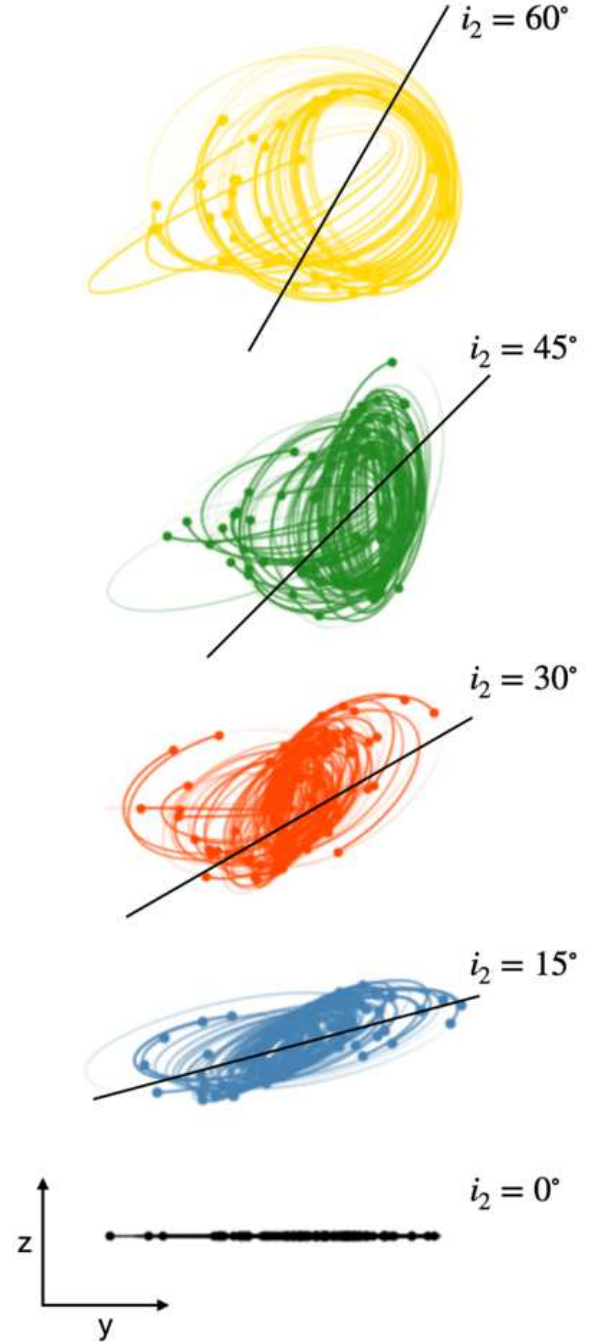 i₂ = 60°
i₂ = 45°
i₂ = 30°
i₂ = 15°
i₂ = 0°
z
y